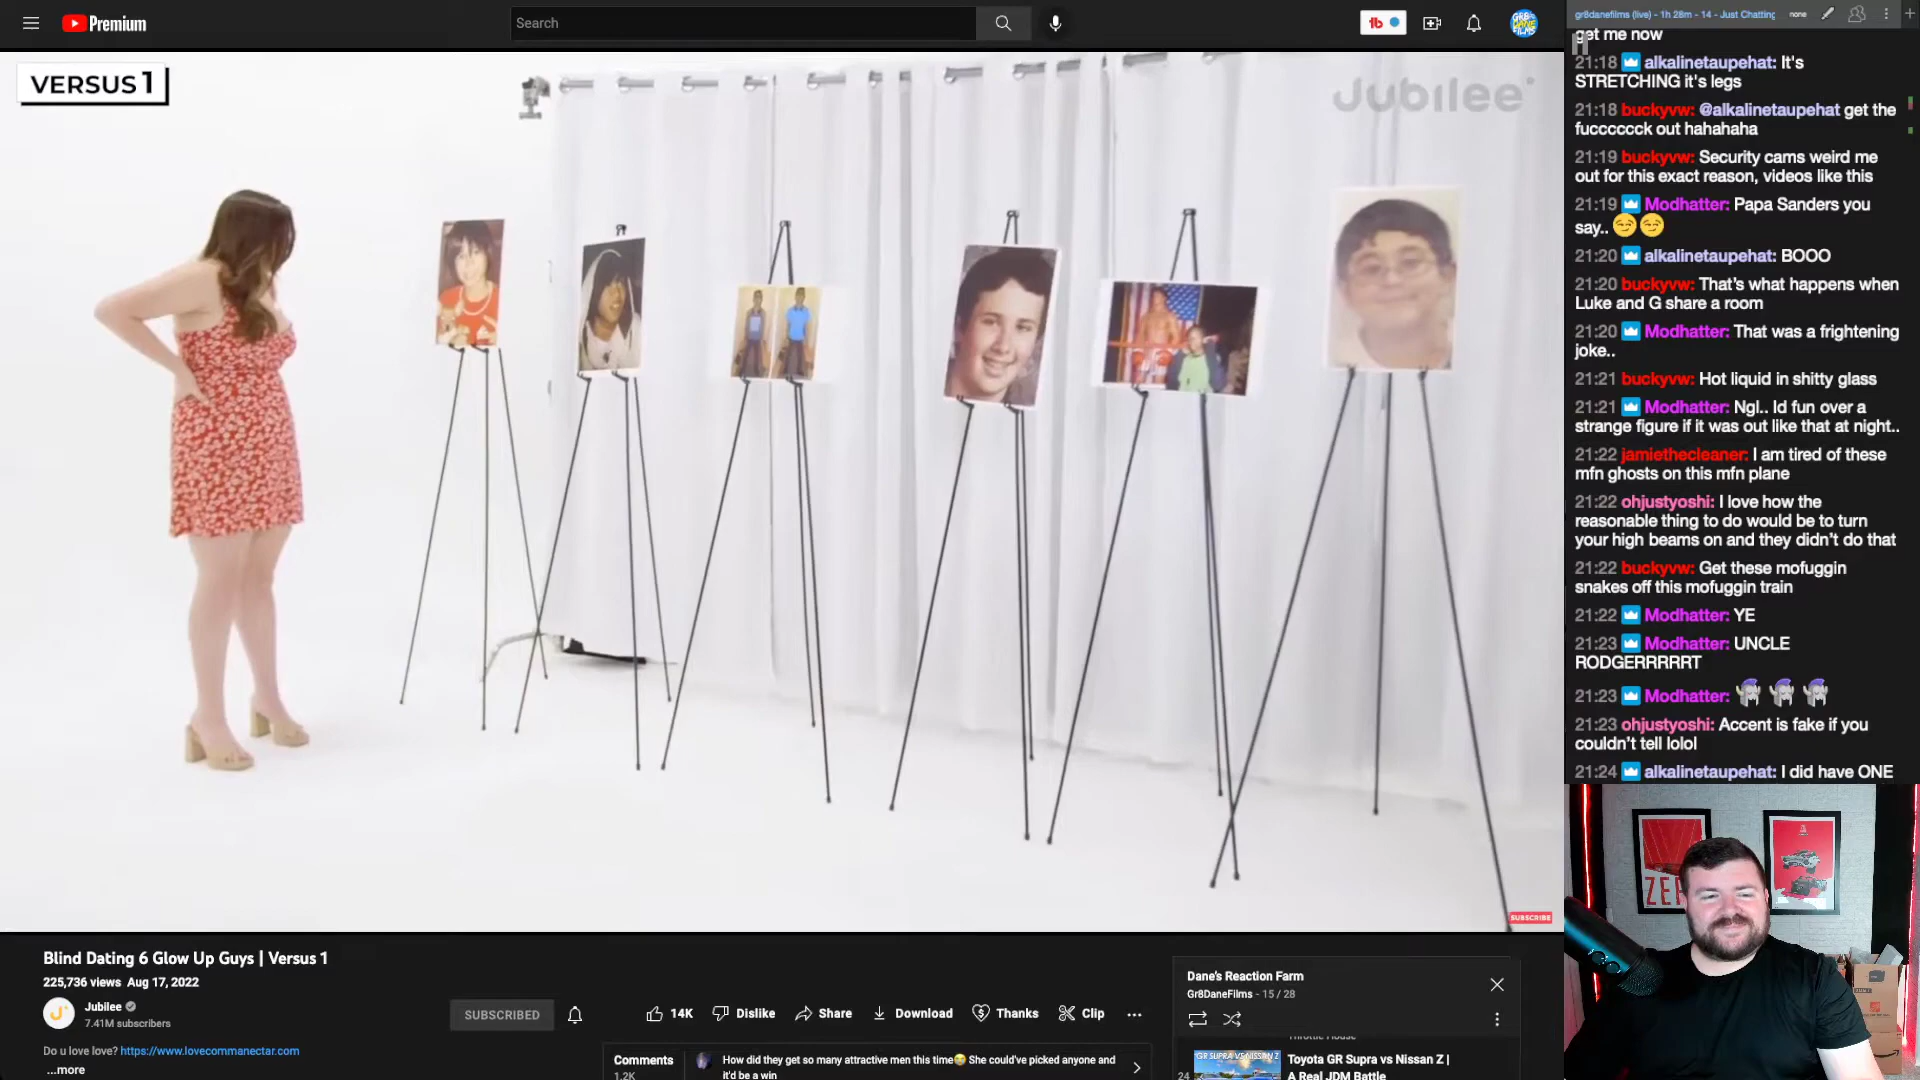 Premium
Search
VERSUS 1
Jubilee
SUBSCRIBE
Blind Dating 6 Glow Up Guys | Versus 1
225,736 views Aug 17, 2022
Jubilee
7.41M subscribers
SUBSCRIBED
14K
Dislike
Share
Download
Thanks
Clip
Do u love love? https://www.lovecommanectar.com
...more
Comments
1.2K
How did they get so many attractive men this time😂 She could've picked anyone and
it'd be a win
Dane's Reaction Farm
Gr8DaneFilms - 15 / 28
24
GR SUPRA VS NISSAN Z
Toyota GR Supra vs Nissan Z |
A Real JDM Battle
gr8danefilms (live) - 1h 28m - 14 - Just Chatting
none
get me now
21:18 alkalinetaupehat: It's
STRETCHING it's legs
21:18 buckyvw: @alkalinetaupehat get the
fucccccck out hahahaha
21:19 buckyvw: Security cams weird me
out for this exact reason, videos like this
21:19 Modhatter: Papa Sanders you
say.. 😏😏
21:20 alkalinetaupehat: BOOO
21:20 buckyvw: That's what happens when
Luke and G share a room
21:20 Modhatter: That was a frightening
joke..
21:21 buckyvw: Hot liquid in shitty glass
21:21 Modhatter: Ngl.. Id fun over a
strange figure if it was out like that at night..
21:22 jamiethecleaner: I am tired of these
mfn ghosts on this mfn plane
21:22 ohjustyoshi: I love how the
reasonable thing to do would be to turn
your high beams on and they didn't do that
21:22 buckyvw: Get these mofuggin
snakes off this mofuggin train
21:22 Modhatter: YE
21:23 Modhatter: UNCLE
RODGERRRRRT
21:23 Modhatter:
21:23 ohjustyoshi: Accent is fake if you
couldn't tell lolol
21:24 alkalinetaupehat: I did have ONE